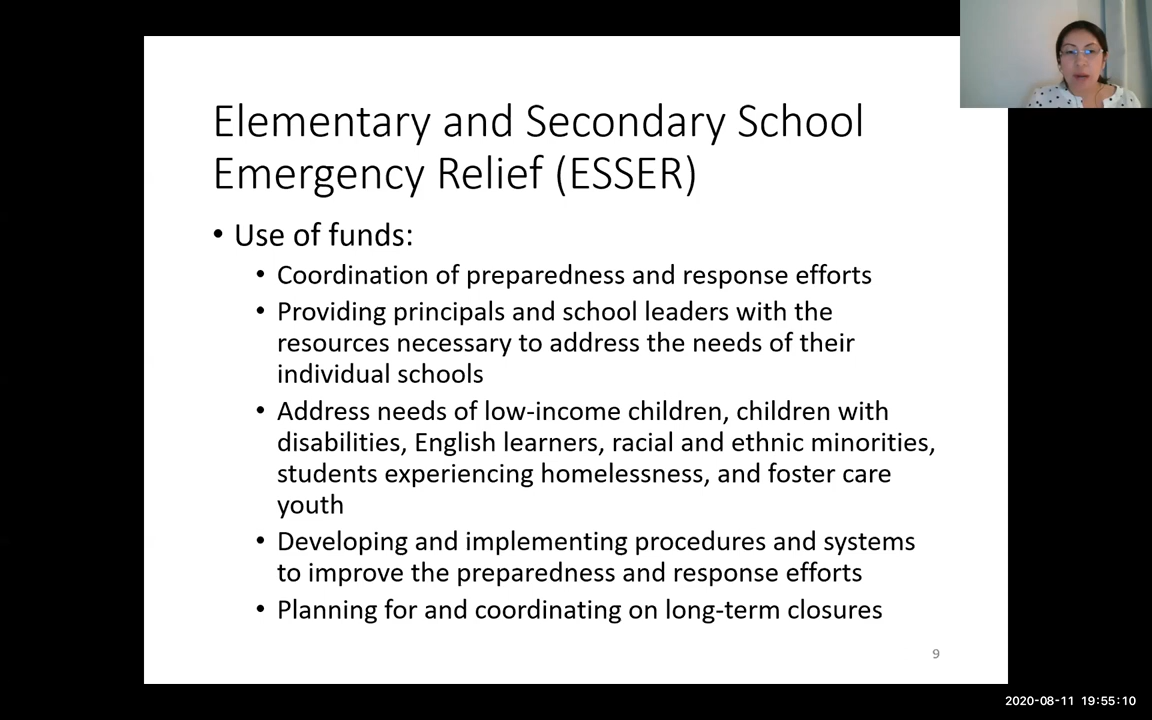 Elementary and Secondary School
Emergency Relief (ESSER)
• Use of funds:
• Coordination of preparedness and response efforts
• Providing principals and school leaders with the
resources necessary to address the needs of their
individual schools
• Address needs of low-income children, children with
disabilities, English learners, racial and ethnic minorities,
students experiencing homelessness, and foster care
youth
• Developing and implementing procedures and systems
to improve the preparedness and response efforts
• Planning for and coordinating on long-term closures
9
2020-08-11 19:55:10